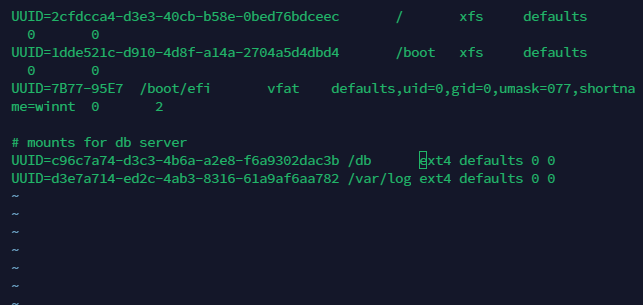 UUID=2cfdcca4-d3e3-40cb-b58e-0bed76bdceec       /       xfs     defaults
  0       0
UUID=1dde521c-d910-4d8f-a14a-2704a5d4dbd4       /boot   xfs     defaults
  0       0
UUID=7B77-95E7  /boot/efi       vfat    defaults,uid=0,gid=0,umask=077,shortna
me=winnt  0       2

# mounts for db server
UUID=c96c7a74-d3c3-4b6a-a2e8-f6a9302dac3b /db      ext4 defaults 0 0
UUID=d3e7a714-ed2c-4ab3-8316-61a9af6aa782 /var/log ext4 defaults 0 0
~
~
~
~
~
~
~